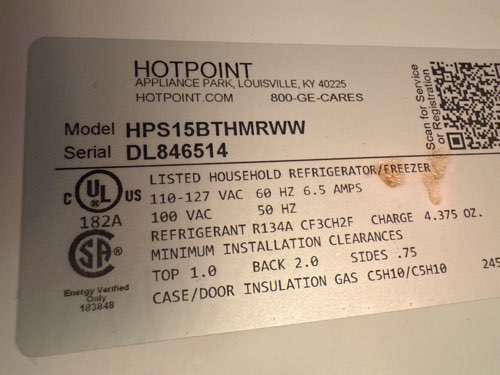 HOTPOINT
APPLIANCE PARK, LOUISVILLE, KY 40225
HOTPOINT.COM 800-GE-CARES
Scan for Service
or Registration
Model HPS15BTHMRWW
Serial DL846514
C UL ® US
LISTED HOUSEHOLD REFRIGERATOR/FREEZER
110-127 VAC 60 HZ 6.5 AMPS
182A
100 VAC 50 HZ
REFRIGERANT R134A CF3CH2F CHARGE 4.375 OZ.
SA ®
MINIMUM INSTALLATION CLEARANCES
TOP 1.0 BACK 2.0 SIDES .75
Energy Verified
Only
183848
CASE/DOOR INSULATION GAS C5H10/C5H10